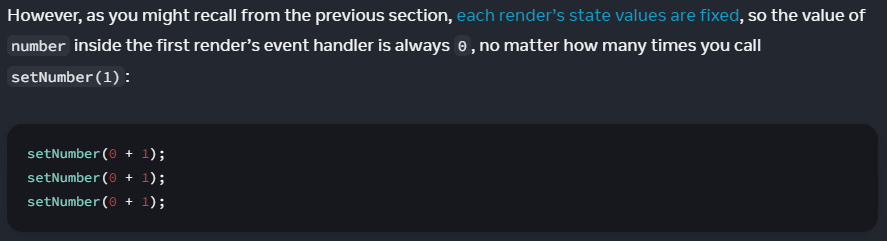 However, as you might recall from the previous section, each render’s state values are fixed, so the value of
number inside the first render’s event handler is always 0, no matter how many times you call
setNumber(1):
setNumber(0 + 1);
setNumber(0 + 1);
setNumber(0 + 1);